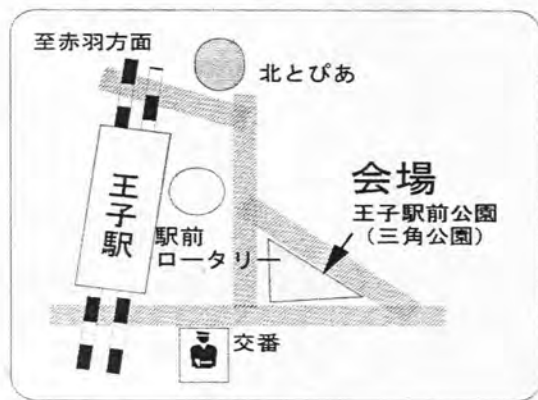 至赤羽方面
北とぴあ
王子駅
会場
王子駅前公園
(三角公園)
駅前
ロータリー
交番